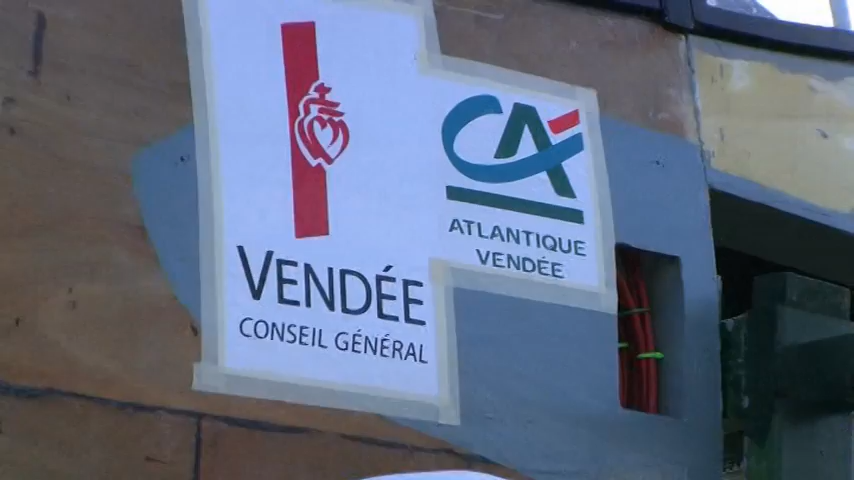 VENDÉE
CONSEIL GÉNÉRAL
CA
ATLANTIQUE
VENDÉE